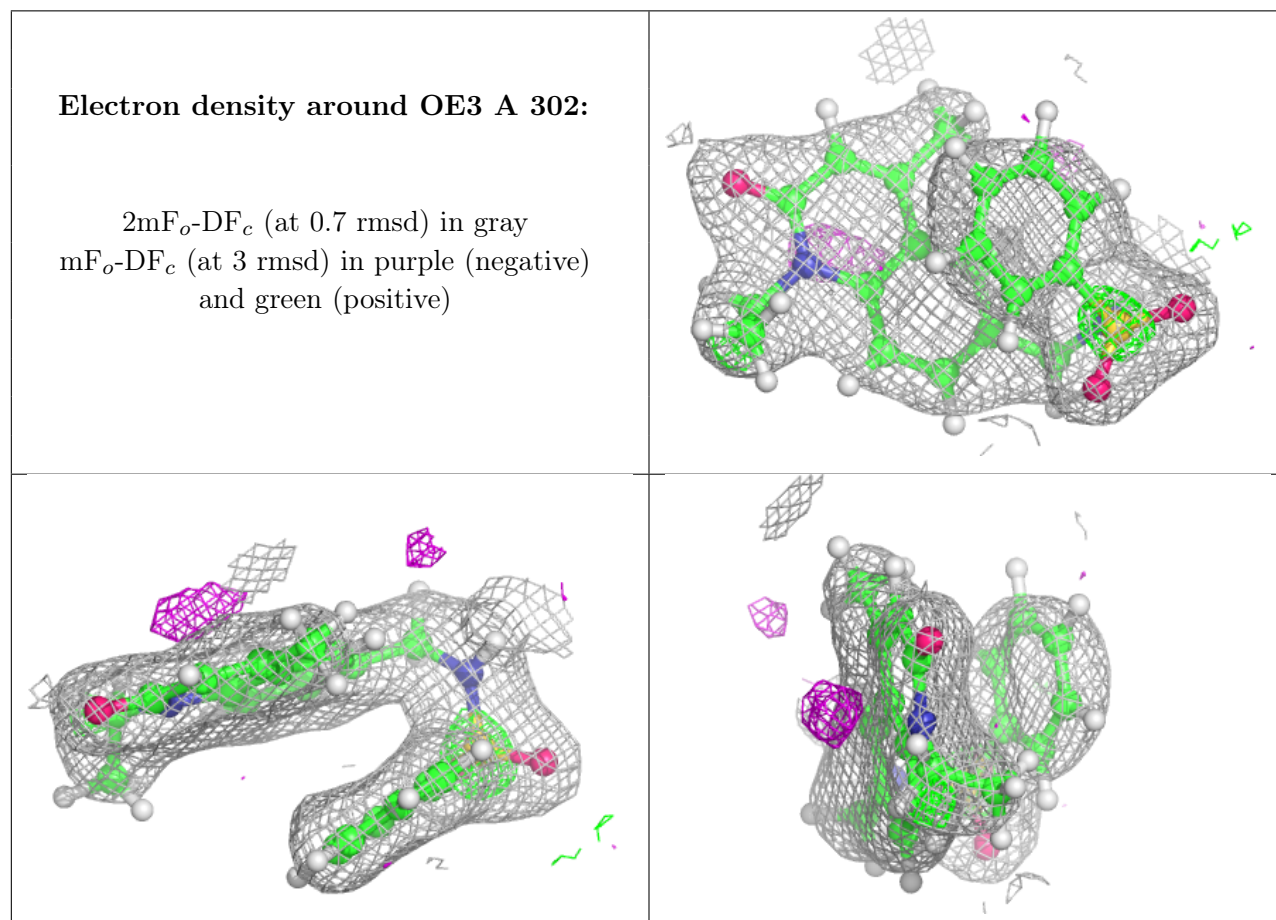 Electron density around OE3 A 302:
2mFo-DFc (at 0.7 rmsd) in gray
mFo-DFc (at 3 rmsd) in purple (negative)
and green (positive)